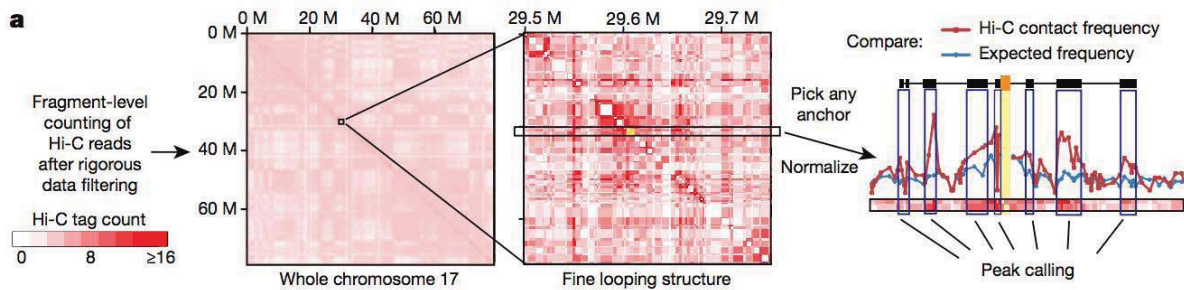 a
Fragment-level
counting of
Hi-C reads
after rigorous
data filtering
Hi-C tag count
0 8 ≥16
0 M 20 M 40 M 60 M
0 M
20 M
40 M
60 M
Whole chromosome 17
29.5 M 29.6 M 29.7 M
Fine looping structure
Pick any
anchor
Normalize
Compare:
Hi-C contact frequency
Expected frequency
Peak calling